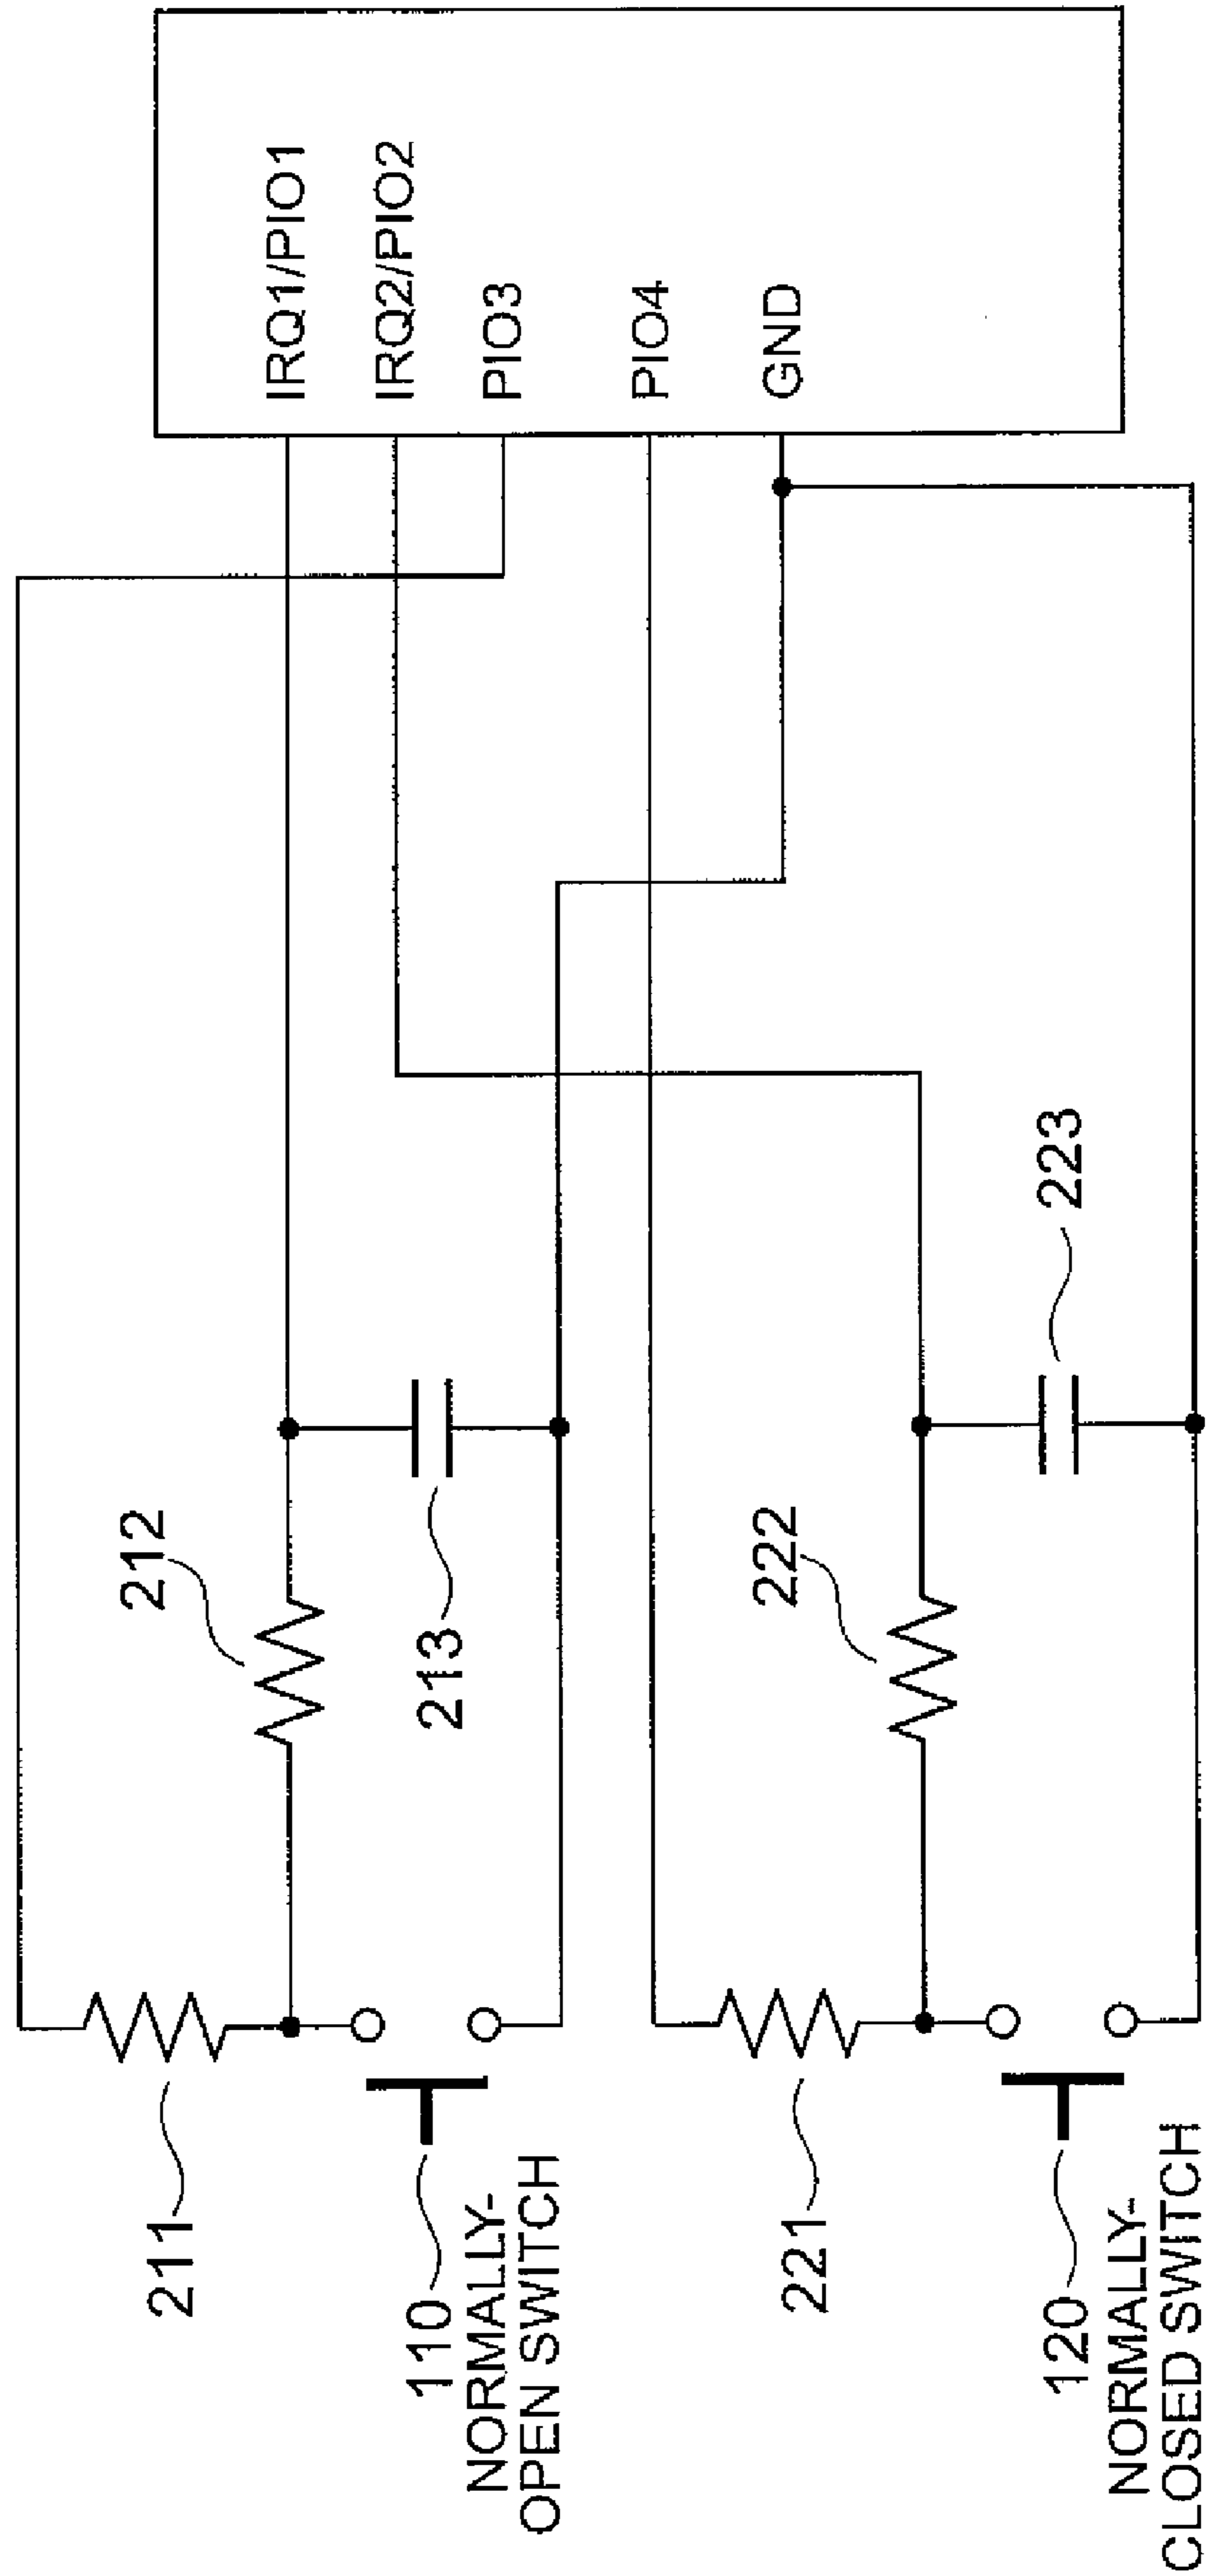 211
212
213
110
NORMALLY-
OPEN SWITCH
221
222
223
120
NORMALLY-
CLOSED SWITCH
IRQ1/PIO1
IRQ2/PIO2
PIO3
PIO4
GND